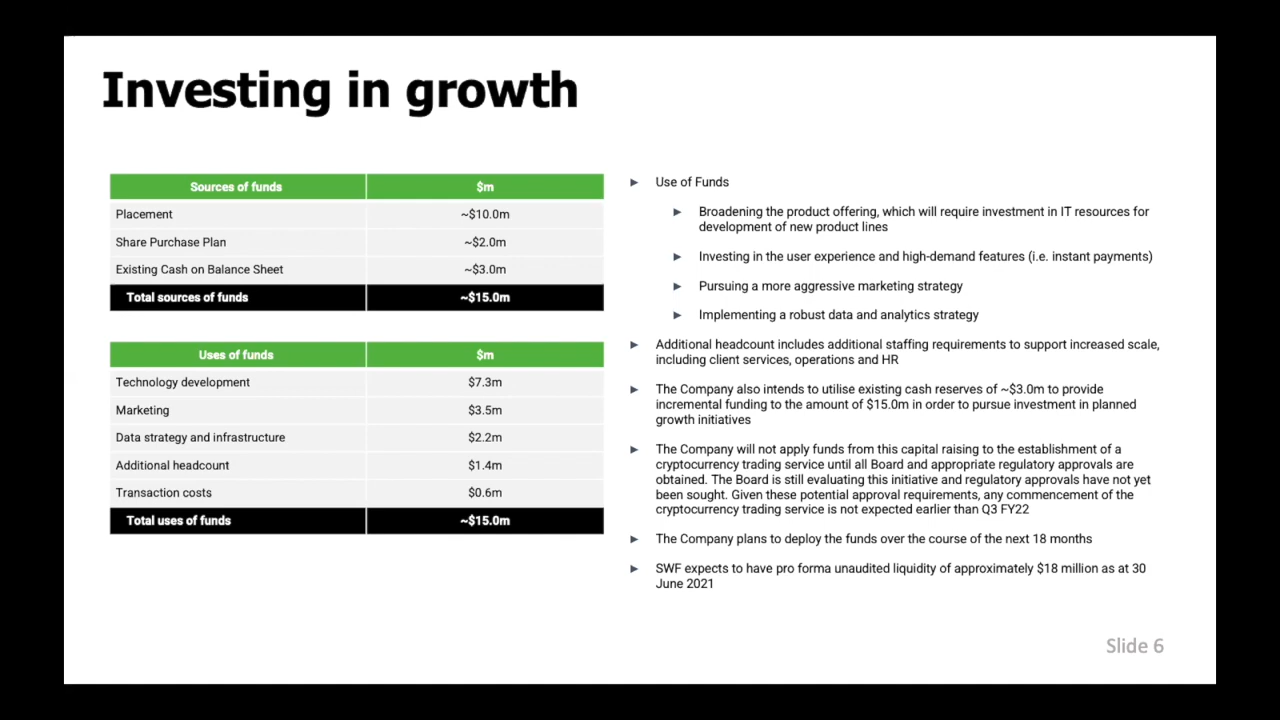 Investing in growth
Sources of funds $m
Placement ~$10.0m
Share Purchase Plan ~$2.0m
Existing Cash on Balance Sheet ~$3.0m
Total sources of funds ~$15.0m
Uses of funds $m
Technology development $7.3m
Marketing $3.5m
Data strategy and infrastructure $2.2m
Additional headcount $1.4m
Transaction costs $0.6m
Total uses of funds ~$15.0m
► Use of Funds
► Broadening the product offering, which will require investment in IT resources for
development of new product lines
► Investing in the user experience and high-demand features (i.e. instant payments)
► Pursuing a more aggressive marketing strategy
► Implementing a robust data and analytics strategy
► Additional headcount includes additional staffing requirements to support increased scale,
including client services, operations and HR
► The Company also intends to utilise existing cash reserves of ~$3.0m to provide
incremental funding to the amount of $15.0m in order to pursue investment in planned
growth initiatives
► The Company will not apply funds from this capital raising to the establishment of a
cryptocurrency trading service until all Board and appropriate regulatory approvals are
obtained. The Board is still evaluating this initiative and regulatory approvals have not yet
been sought. Given these potential approval requirements, any commencement of the
cryptocurrency trading service is not expected earlier than Q3 FY22
► The Company plans to deploy the funds over the course of the next 18 months
► SWF expects to have pro forma unaudited liquidity of approximately $18 million as at 30
June 2021
Slide 6